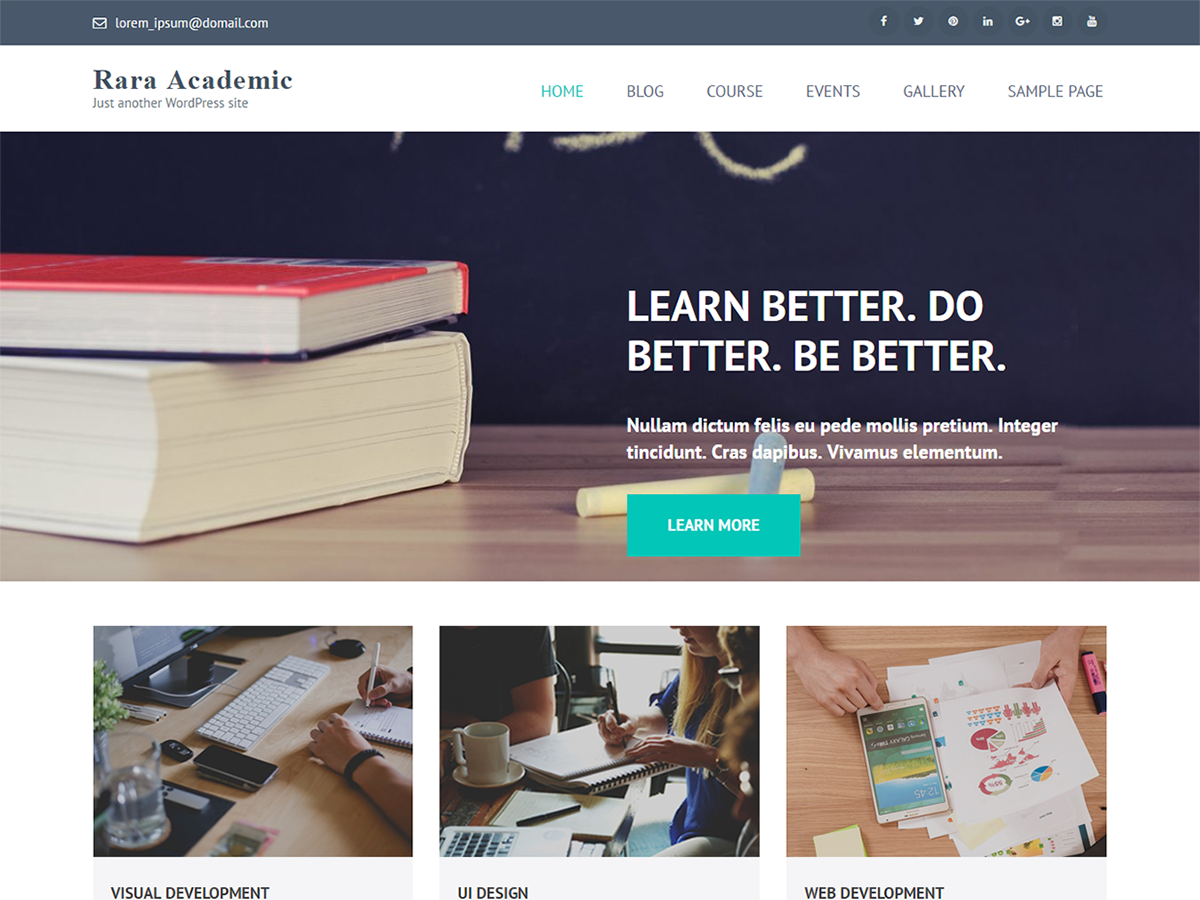 lorem_ipsum@domail.com
Rara Academic
Just another WordPress site
HOME BLOG COURSE EVENTS GALLERY SAMPLE PAGE
LEARN BETTER. DO
BETTER. BE BETTER.
Nullam dictum felis eu pede mollis pretium. Integer
tincidunt. Cras dapibus. Vivamus elementum.
LEARN MORE
12:45
VISUAL DEVELOPMENT
UI DESIGN
WEB DEVELOPMENT